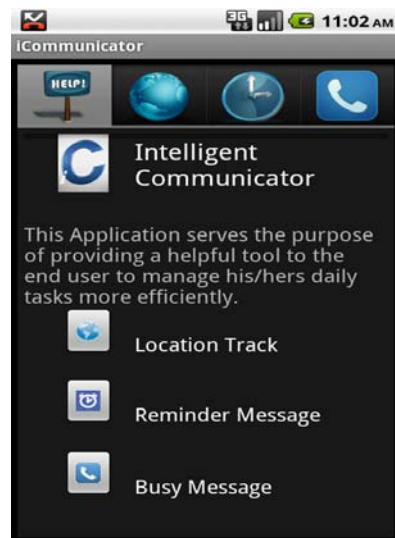 3G
11:02 AM
iCommunicator
HELP!
C
Intelligent
Communicator
This Application serves the purpose
of providing a helpful tool to the
end user to manage his/hers daily
tasks more efficiently.
Location Track
Reminder Message
Busy Message